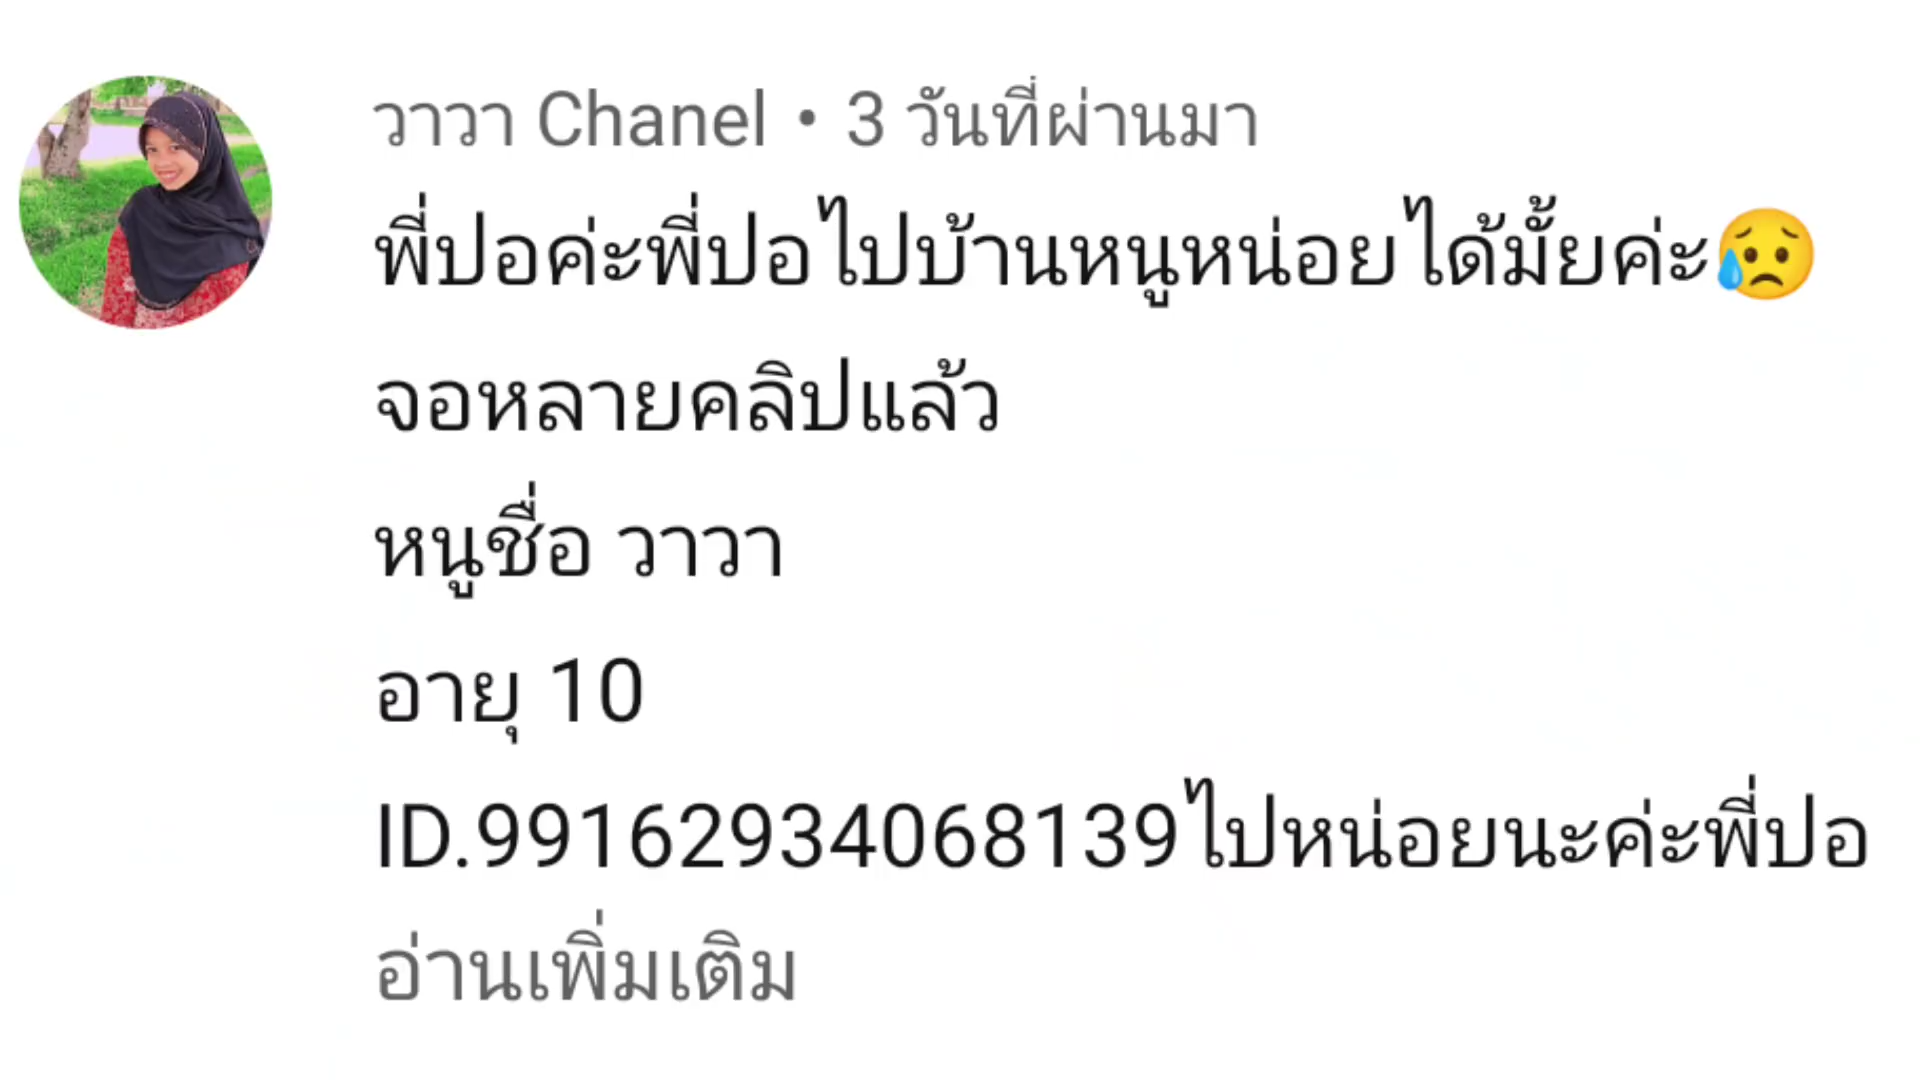 วาวา Chanel • 3 วันที่ผ่านมา
พี่ปอค่ะพี่ปอไปบ้านหนูหน่อยได้มั้ยค่ะ😥
จอหลายคลิปแล้ว
หนูชื่อ วาวา
อายุ 10
ID.99162934068139ไปหน่อยนะค่ะพี่ปอ
อ่านเพิ่มเติม